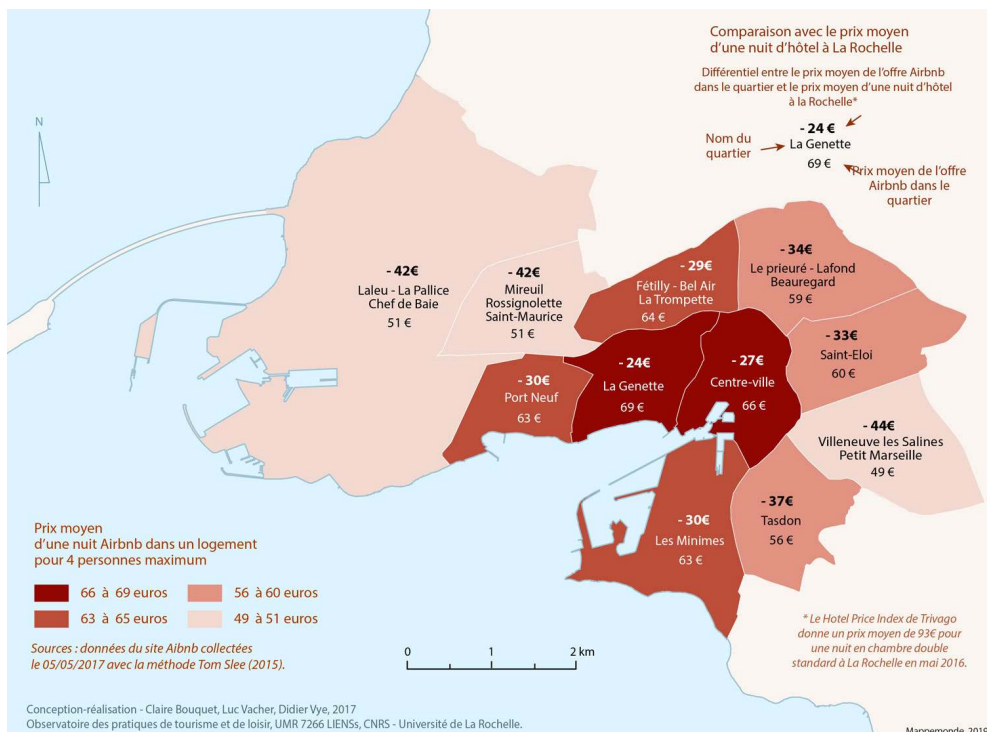 Comparaison avec le prix moyen
d'une nuit d'hôtel à La Rochelle
Différentiel entre le prix moyen de l'offre Airbnb
dans le quartier et le prix moyen d'une nuit d'hôtel
à la Rochelle*
- 24 €
Nom du
quartier
La Genette
69 €
Prix moyen de l'offre
Airbnb dans le
quartier
N
- 42€
Laleu - La Pallice
Chef de Baie
51 €
- 42€
Mireuil
Rossignolette
Saint-Maurice
51 €
- 29€
Fétilly - Bel Air
La Trompette
64 €
- 34€
Le prieuré - Lafond
Beauregard
59 €
- 33€
Saint-Eloi
60 €
- 30€
Port Neuf
63 €
- 24€
La Genette
69 €
- 27€
Centre-ville
66 €
- 44€
Villeneuve les Salines
Petit Marseille
49 €
- 37€
Tasdon
56 €
- 30€
Les Minimes
63 €
Prix moyen
d'une nuit Airbnb dans un logement
pour 4 personnes maximum
66 à 69 euros
56 à 60 euros
63 à 65 euros
49 à 51 euros
Sources : données du site Aibnb collectées
le 05/05/2017 avec la méthode Tom Slee (2015).
0 1 2 km
* Le Hotel Price Index de Trivago
donne un prix moyen de 93€ pour
une nuit en chambre double
standard à La Rochelle en mai 2016.
Conception-réalisation - Claire Bouquet, Luc Vacher, Didier Vye, 2017
Observatoire des pratiques de tourisme et de loisir, UMR 7266 LIENSs, CNRS - Université de La Rochelle.
Mappemonde, 2019